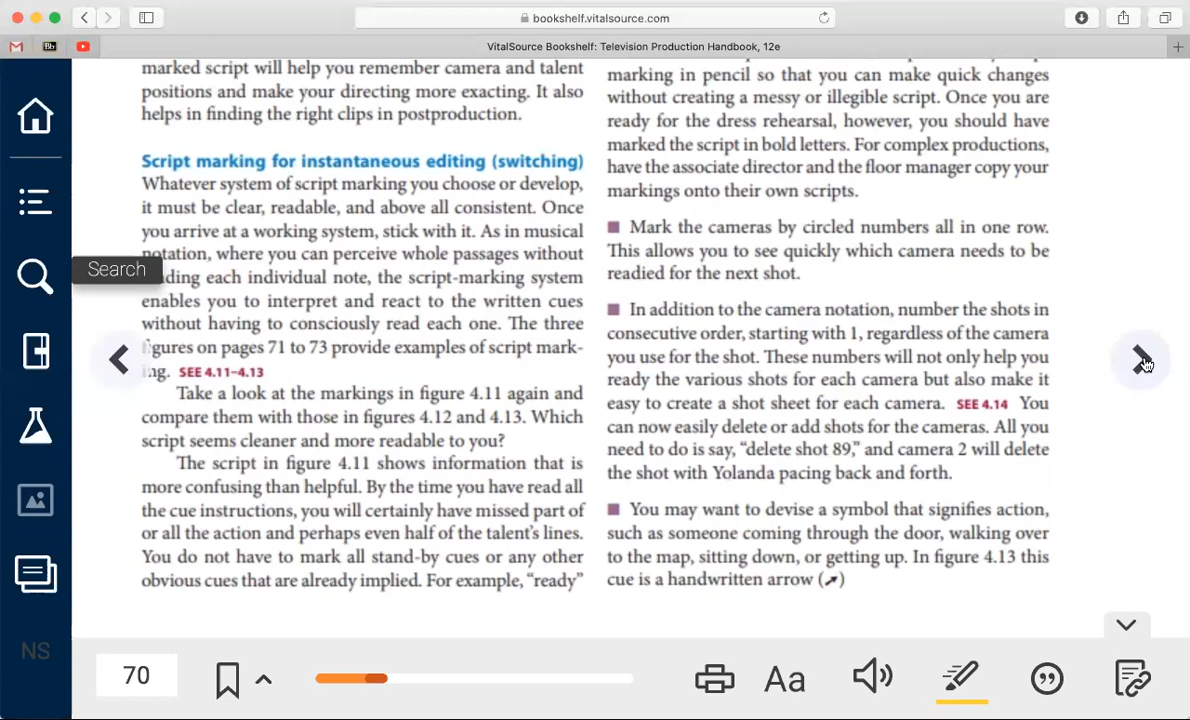 bookshelf.vitalsource.com
Bb
VitalSource Bookshelf: Television Production Handbook, 12e
marked script will help you remember camera and talent
positions and make your directing more exacting. It also
helps in finding the right clips in postproduction.
Script marking for instantaneous editing (switching)
Whatever system of script marking you choose or develop,
it must be clear, readable, and above all consistent. Once
you arrive at a working system, stick with it. As in musical
notation, where you can perceive whole passages without
each individual note, the script-marking system
enables you to interpret and react to the written cues
without having to consciously read each one. The three
figures on pages 71 to 73 provide examples of script mark-
ing. SEE 4.11–4.13
Take a look at the markings in figure 4.11 again and
compare them with those in figures 4.12 and 4.13. Which
script seems cleaner and more readable to you?
The script in figure 4.11 shows information that is
more confusing than helpful. By the time you have read all
the cue instructions, you will certainly have missed part of
or all the action and perhaps even half of the talent's lines.
You do not have to mark all stand-by cues or any other
obvious cues that are already implied. For example, “ready”
marking in pencil so that you can make quick changes
without creating a messy or illegible script. Once you are
ready for the dress rehearsal, however, you should have
marked the script in bold letters. For complex productions,
have the associate director and the floor manager copy your
markings onto their own scripts.
■ Mark the cameras by circled numbers all in one row.
This allows you to see quickly which camera needs to be
readied for the next shot.
■ In addition to the camera notation, number the shots in
consecutive order, starting with 1, regardless of the camera
you use for the shot. These numbers will not only help you
ready the various shots for each camera but also make it
easy to create a shot sheet for each camera. SEE 4.14 You
can now easily delete or add shots for the cameras. All you
need to do is say, “delete shot 89,” and camera 2 will delete
the shot with Yolanda pacing back and forth.
■ You may want to devise a symbol that signifies action,
such as someone coming through the door, walking over
to the map, sitting down, or getting up. In figure 4.13 this
cue is a handwritten arrow (↗)
Search
NS
70
Aa